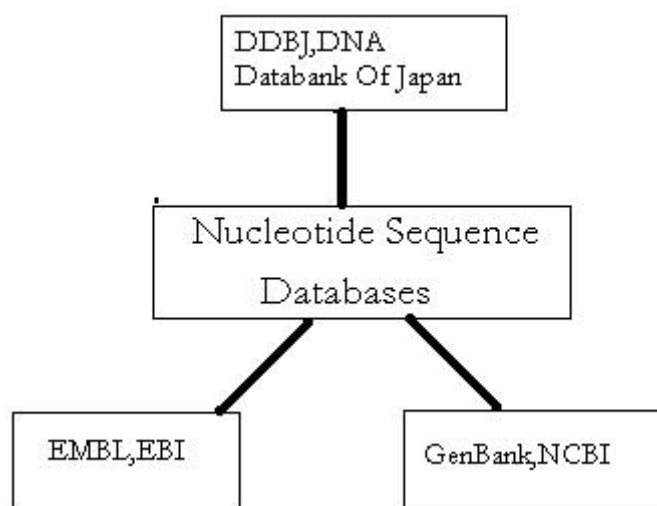 DDBJ,DNA
Databank Of Japan
Nucleotide Sequence
Databases
EMBL,EBI
GenBank,NCBI